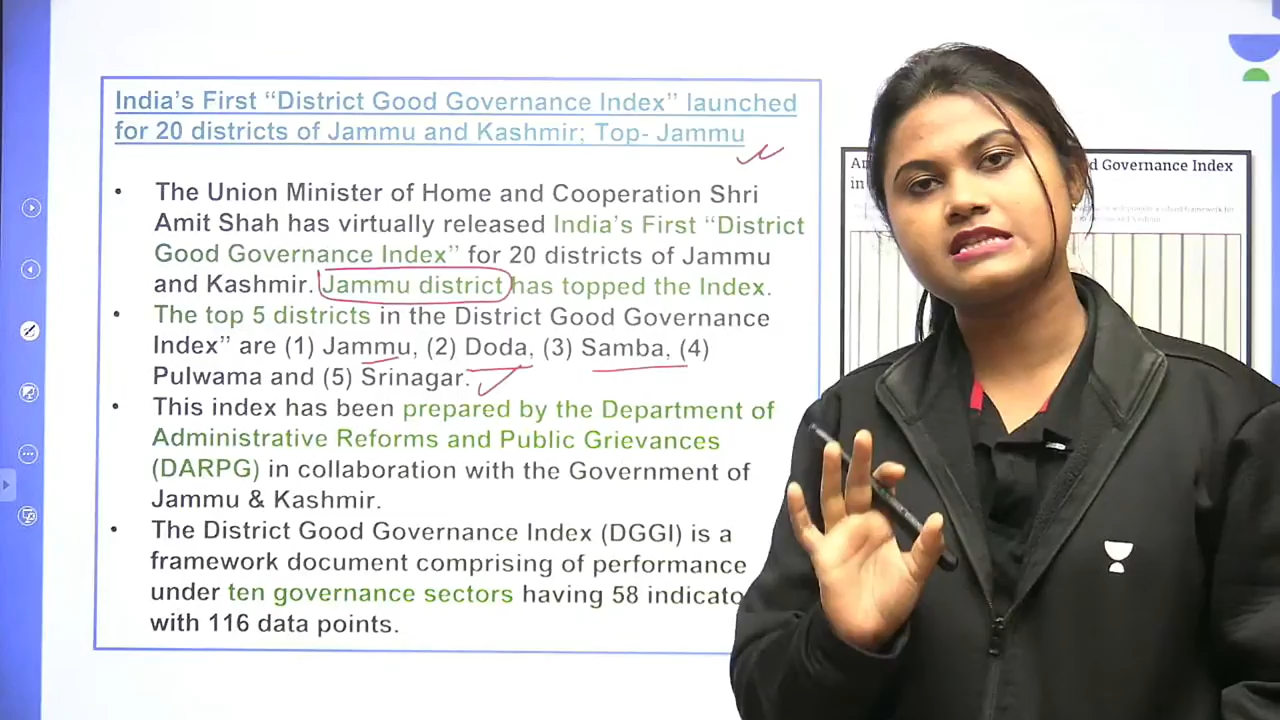 India's First “District Good Governance Index” launched
for 20 districts of Jammu and Kashmir; Top- Jammu
• The Union Minister of Home and Cooperation Shri
Amit Shah has virtually released India's First “District
Good Governance Index” for 20 districts of Jammu
and Kashmir. Jammu district has topped the Index.
• The top 5 districts in the District Good Governance
Index” are (1) Jammu, (2) Doda, (3) Samba, (4)
Pulwama and (5) Srinagar.
• This index has been prepared by the Department of
Administrative Reforms and Public Grievances
(DARPG) in collaboration with the Government of
Jammu & Kashmir.
• The District Good Governance Index (DGGI) is a
framework document comprising of performance
under ten governance sectors having 58 indicato
with 116 data points.
d Governance Index
in